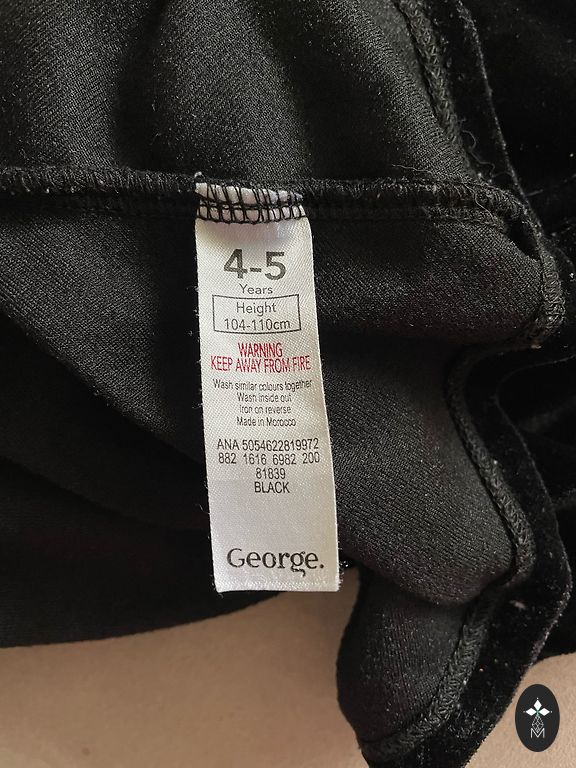 4-5
Years
Height
104-110cm
WARNING
KEEP AWAY FROM FIRE
Wash similar colours together
Wash inside out
Iron on reverse
Made in Morocco
ANA 5054622819972
882 1616 6982 200
81839
BLACK
George.
M